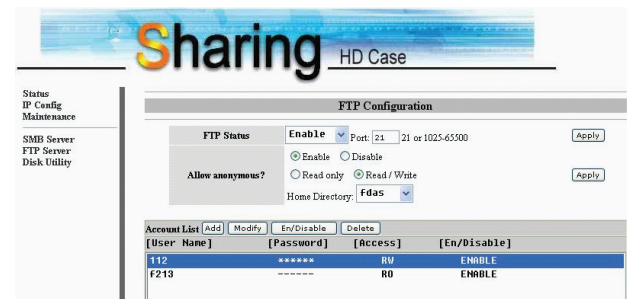 Sharing HD Case
Status
IP Config
Maintenance
SMB Server
FTP Server
Disk Utility
FTP Configuration
FTP Status Enable Port: 21 21 or 1025-65500 Apply
Allow anonymous? Enable Disable
Read only Read / Write Apply
Home Directory: fdas
Account List Add Modify En/Disable Delete
[User Name] [Password] [Access] [En/Disable]
112 ****** RW ENABLE
f213 ------ RO ENABLE